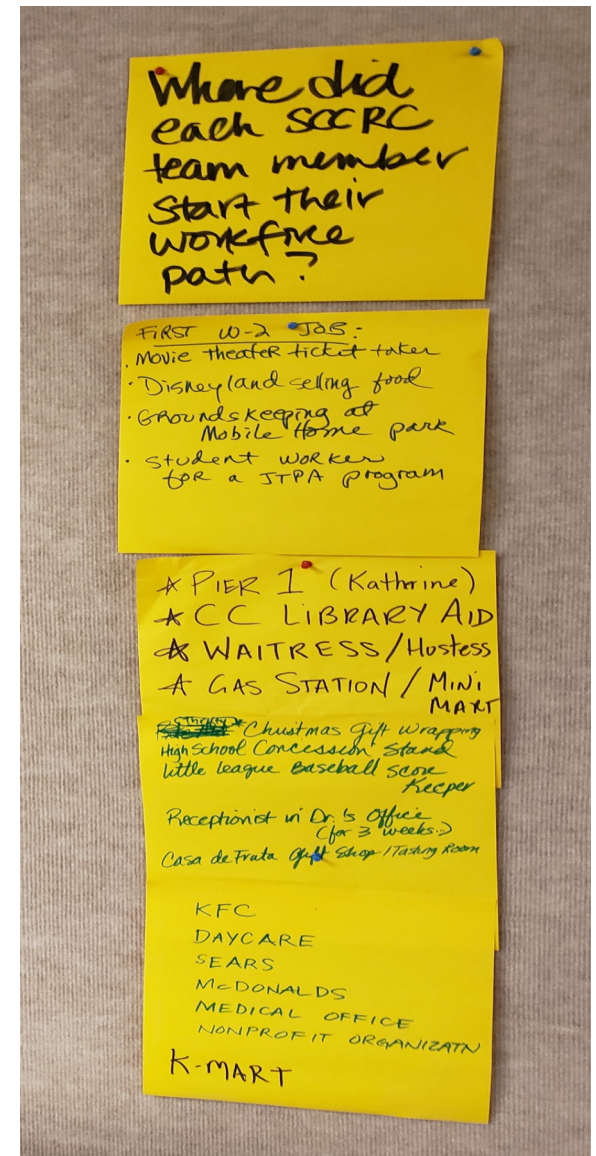 Where did
each SCCRC
team member
Start their
workforce
path?
FIRST W-2 JOB:
. Movie theater ticket taker
· Disneyland selling food
· Groundskeeping at
Mobile Home park
· Student worker
for a JTPA program
☆ PIER 1 (Katherine)
☆ CC LIBRARY AID
☆ WAITRESS/Hostess
☆ GAS STATION / MINI
MART
Christmas Gift Wrapping
High School Concession Stand
Little league Baseball Score
Keeper
Receptionist in Dr.'s Office
(for 3 weeks:)
Casa de Fruta Gift Shop / Tasting Room
KFC
DAYCARE
SEARS
McDONALDS
MEDICAL OFFICE
NONPROFIT ORGANIZATN
K-MART